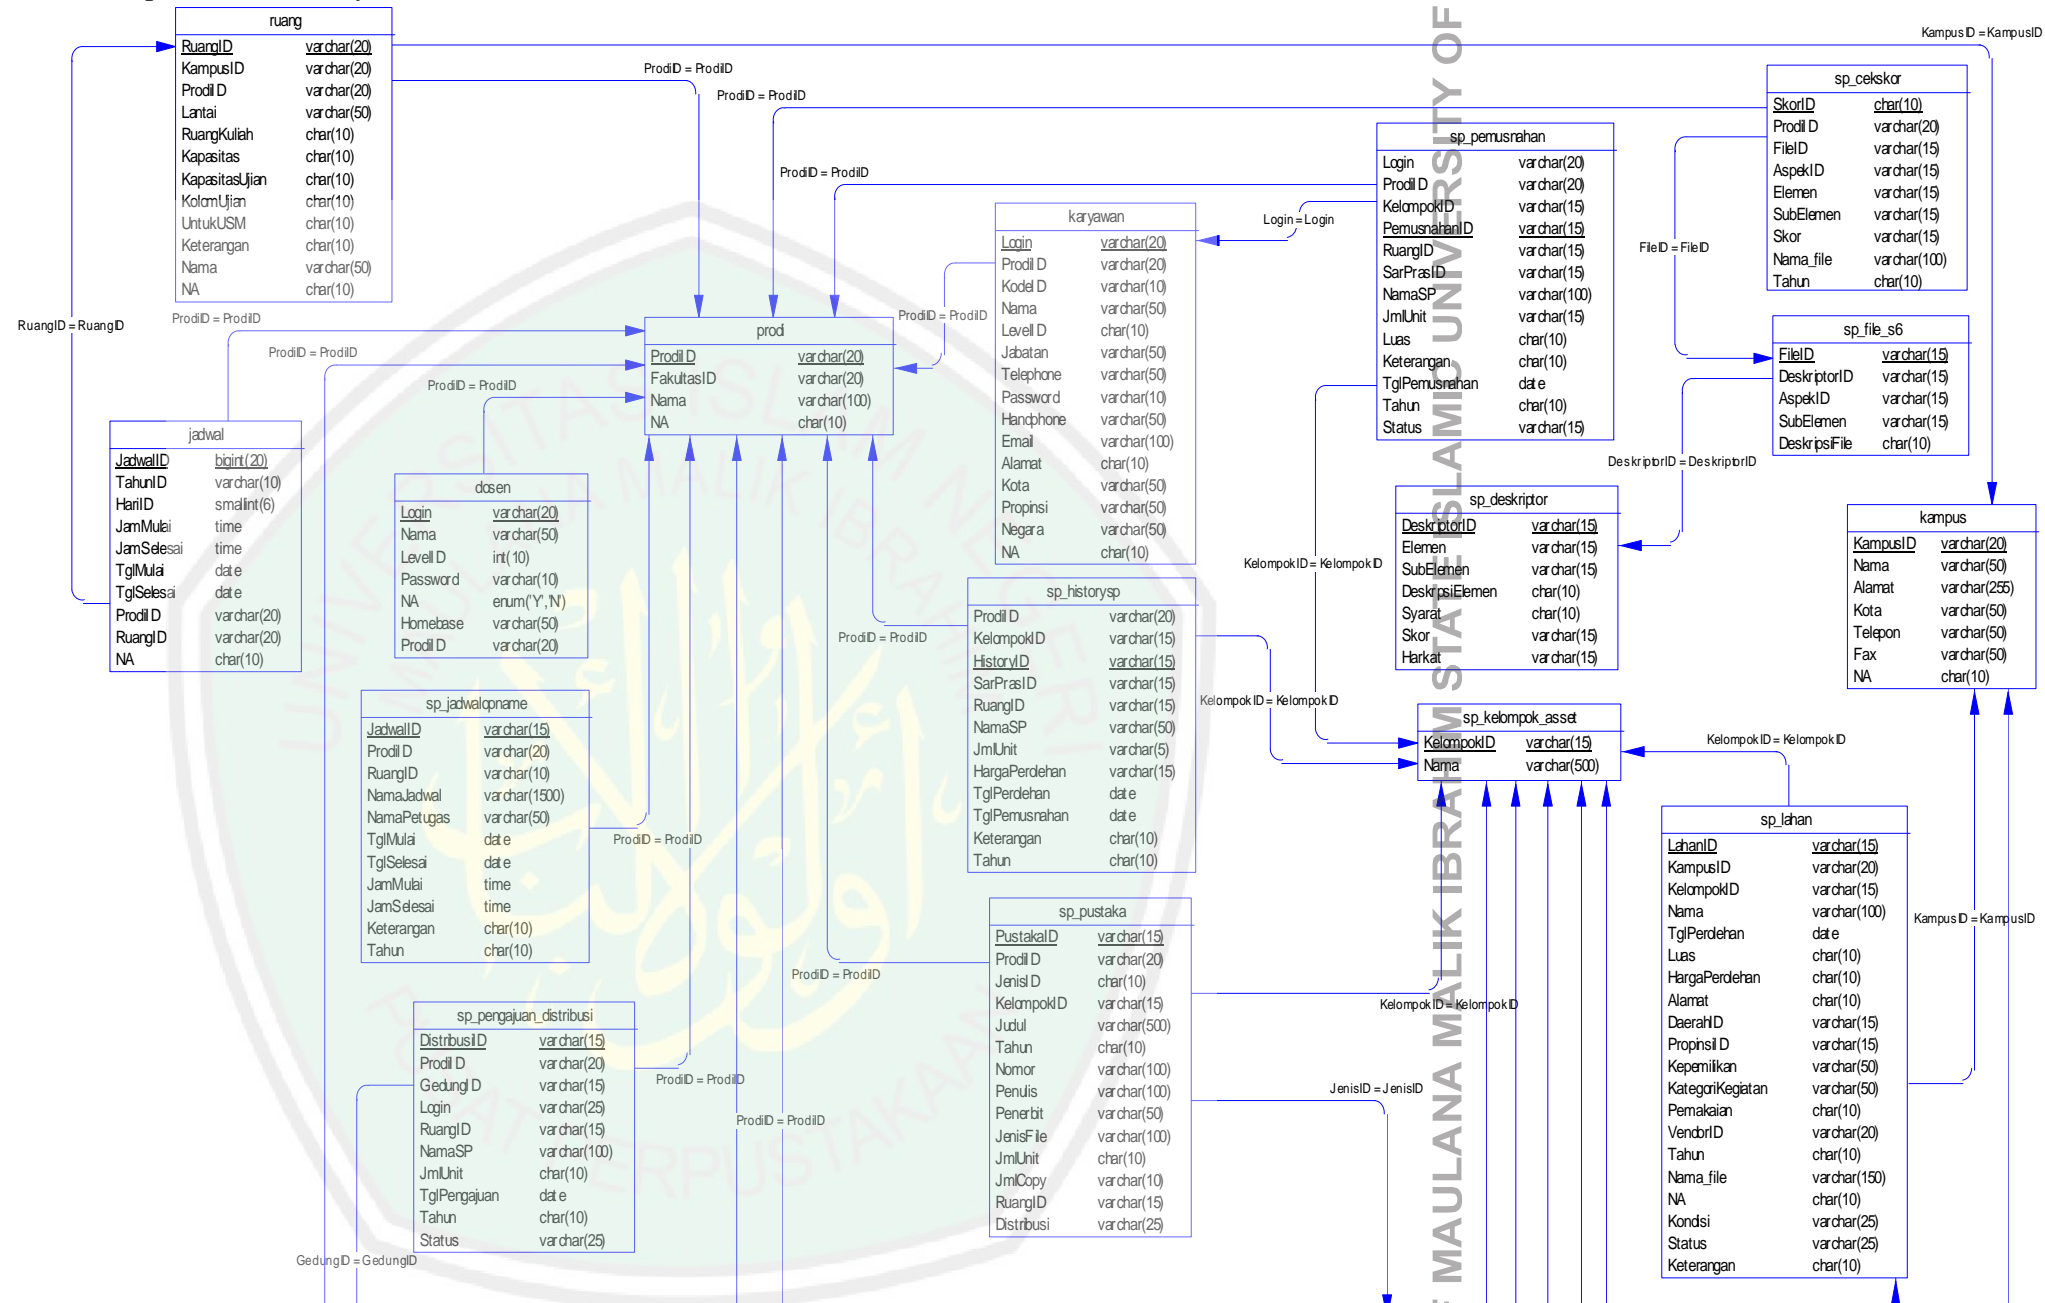 ruang
RuangID varchar(20)
KampusID varchar(20)
ProdiID varchar(20)
Lantai varchar(50)
RuangKuliah char(10)
Kapasitas char(10)
KapasitasUjian char(10)
KolomUjian char(10)
UntukUSM char(10)
Keterangan char(10)
Nama varchar(50)
NA char(10)
KampusID = KampusID
ProdiID = ProdiID
ProdiID = ProdiID
ProdiID = ProdiID
sp_cekskor
SkorID char(10)
ProdiID varchar(20)
FileID varchar(15)
AspekID varchar(15)
Elemen varchar(15)
SubElemen varchar(15)
Skor varchar(15)
Nama_file varchar(100)
Tahun char(10)
sp_pemusnahan
Login varchar(20)
ProdiID varchar(20)
KelompokID varchar(15)
PemusnahanID varchar(15)
RuangID varchar(15)
SarPrasID varchar(15)
NamaSP varchar(100)
JmlUnit varchar(15)
Luas char(10)
Keterangan char(10)
TglPemusnahan date
Tahun char(10)
Status varchar(15)
Login = Login
FileID = FileID
karyawan
Login varchar(20)
ProdiID varchar(20)
KodeID varchar(10)
Nama varchar(50)
LevelID char(10)
Jabatan varchar(50)
Telephone varchar(50)
Password varchar(10)
Handphone varchar(50)
Email varchar(100)
Alamat char(10)
Kota varchar(50)
Propinsi varchar(50)
Negara varchar(50)
NA char(10)
RuangID = RuangID
ProdiID = ProdiID
ProdiID = ProdiID
ProdiID = ProdiID
ProdiID = ProdiID
prodi
ProdiID varchar(20)
FakultasID varchar(20)
Nama varchar(100)
NA char(10)
sp_file_s6
FileID varchar(15)
DeskriptorID varchar(15)
AspekID varchar(15)
SubElemen varchar(15)
DeskripsiFile char(10)
DeskriptorID = DeskriptorID
jadwal
JadwalID bigint(20)
TahunID varchar(10)
HariID smallint(6)
JamMulai time
JamSelesai time
TglMulai date
TglSelesai date
ProdiID varchar(20)
RuangID varchar(20)
NA char(10)
dosen
Login varchar(20)
Nama varchar(50)
LevelID int(10)
Password varchar(10)
NA enum('Y','N')
Homebase varchar(50)
ProdiID varchar(20)
sp_deskriptor
DeskriptorID varchar(15)
Elemen varchar(15)
SubElemen varchar(15)
DeskripsiElemen char(10)
Syarat char(10)
Skor varchar(15)
Harkat varchar(15)
kampus
KampusID varchar(20)
Nama varchar(50)
Alamat varchar(255)
Kota varchar(50)
Telepon varchar(50)
Fax varchar(50)
NA char(10)
KelompokID = KelompokID
sp_historysp
ProdiID varchar(20)
KelompokID varchar(15)
HistoryID varchar(15)
SarPrasID varchar(15)
RuangID varchar(15)
NamaSP varchar(50)
JmlUnit varchar(5)
HargaPerolehan varchar(15)
TglPerolehan date
TglPemusnahan date
Keterangan char(10)
Tahun char(10)
ProdiID = ProdiID
KelompokID = KelompokID
sp_jadwalopname
JadwalID varchar(15)
ProdiID varchar(20)
RuangID varchar(10)
NamaJadwal varchar(1500)
NamaPetugas varchar(50)
TglMulai date
TglSelesai date
JamMulai time
JamSelesai time
Keterangan char(10)
Tahun char(10)
ProdiID = ProdiID
sp_kelompok_asset
KelompokID varchar(15)
Nama varchar(500)
KelompokID = KelompokID
sp_lahan
LahanID varchar(15)
KampusID varchar(20)
KelompokID varchar(15)
Nama varchar(100)
TglPerolehan date
Luas char(10)
HargaPerolehan char(10)
Alamat char(10)
DaerahID varchar(15)
PropinsiID varchar(15)
Kepemilikan varchar(50)
KategoriKegiatan varchar(50)
Pemakaian char(10)
VendorID varchar(20)
Tahun char(10)
Nama_file varchar(150)
NA char(10)
Kondisi varchar(25)
Status varchar(25)
Keterangan char(10)
KampusID = KampusID
sp_pustaka
PustakaID varchar(15)
ProdiID varchar(20)
JenisID char(10)
KelompokID varchar(15)
Judul varchar(500)
Tahun char(10)
Nomor varchar(100)
Penulis varchar(100)
Penerbit varchar(50)
JenisFile varchar(100)
JmlUnit char(10)
JmlCopy varchar(10)
RuangID varchar(15)
Distribusi varchar(25)
ProdiID = ProdiID
KelompokID = KelompokID
JenisID = JenisID
sp_pengajuan_distribusi
DistribusiID varchar(15)
ProdiID varchar(20)
GedungID varchar(15)
Login varchar(25)
RuangID varchar(15)
NamaSP varchar(100)
JmlUnit char(10)
TglPengajuan date
Tahun char(10)
Status varchar(25)
ProdiID = ProdiID
ProdiID = ProdiID
GedungID = GedungID
MAULANA MALIK IBRAHIM STATE ISLAMIC UNIVERSITY OF
UNIVERSITAS ISLAM NEGERI
MAULANA MALIK IBRAHIM
PUSAT PERPUSTAKAAN